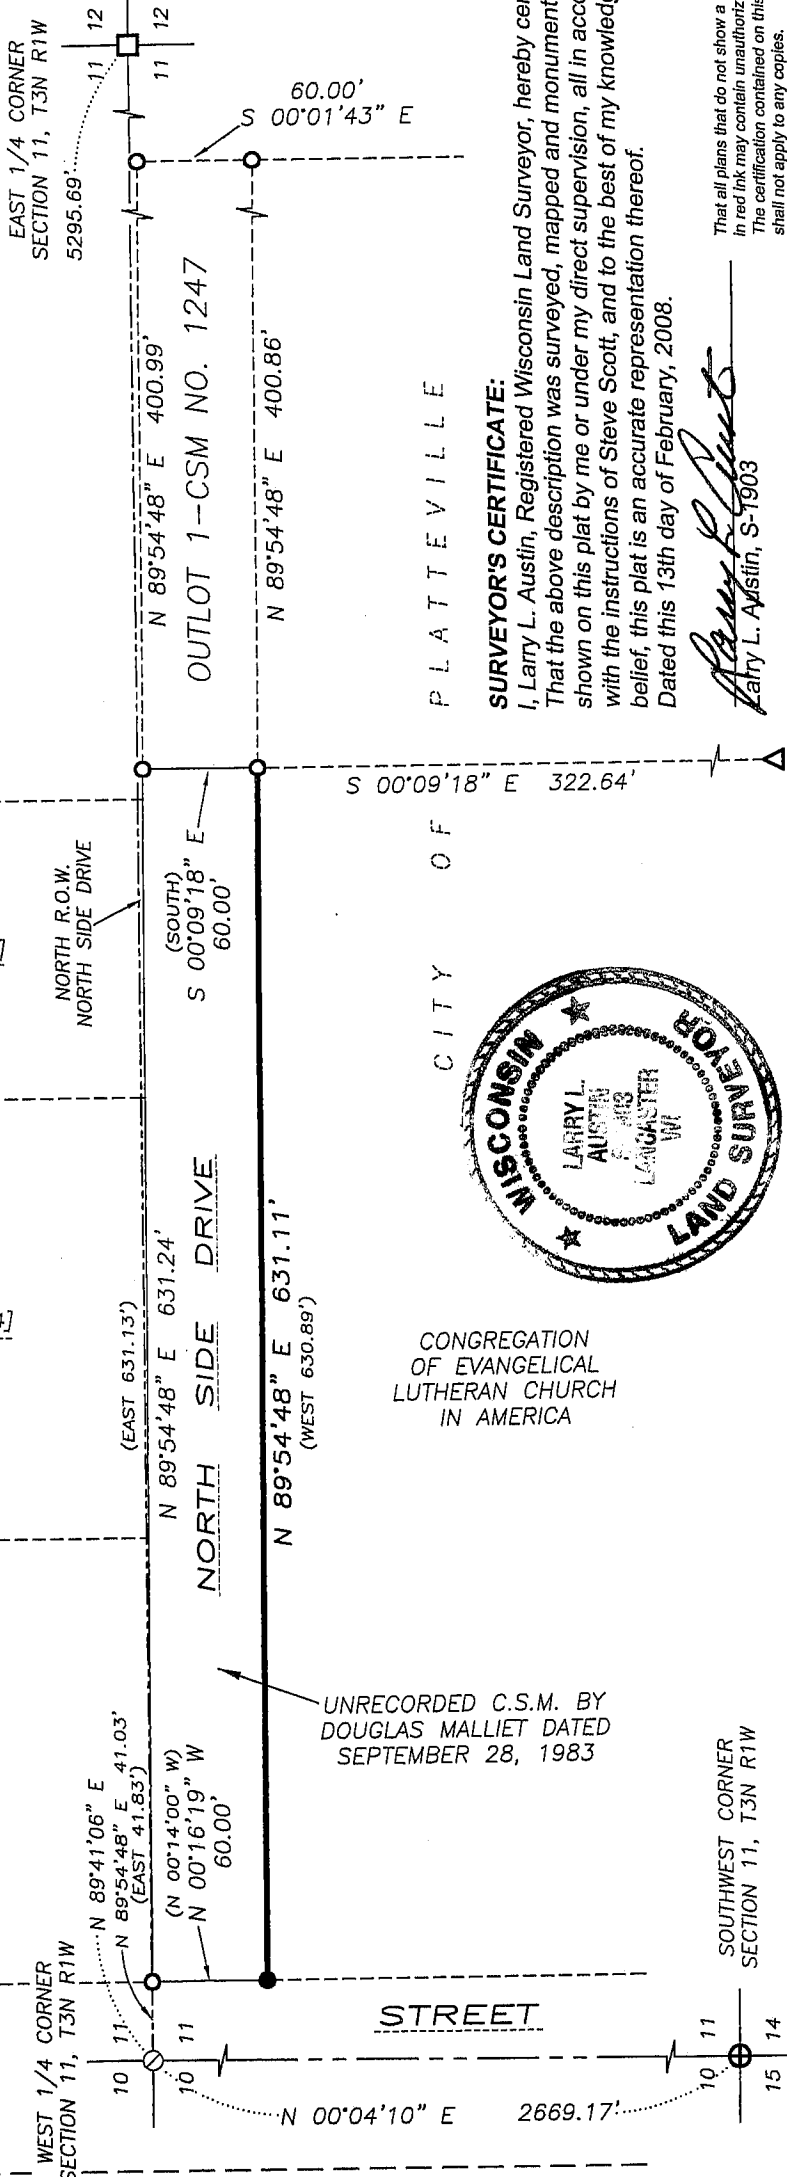 EAST 1/4 CORNER
SECTION 11, T3N R1W
5295.69'
11 12
11 12
60.00'
S 00°01'43" E
N 89°54'48" E 400.99'
OUTLOT 1-CSM NO. 1247
N 89°54'48" E 400.86'
NORTH R.O.W.
NORTH SIDE DRIVE
(SOUTH)
S 00°09'18" E
60.00'
S 00°09'18" E 322.64'
CITY OF PLATTEVILLE
(EAST 631.13')
N 89°54'48" E 631.24'
NORTH SIDE DRIVE
N 89°54'48" E 631.11'
(WEST 630.89')
CONGREGATION
OF EVANGELICAL
LUTHERAN CHURCH
IN AMERICA
UNRECORDED C.S.M. BY
DOUGLAS MALLIET DATED
SEPTEMBER 28, 1983
N 89°41'06" E
N 89°54'48" E 41.03'
(EAST 41.83')
(N 00°14'00" W)
N 00°16'19" W
60.00'
WEST 1/4 CORNER
SECTION 11, T3N R1W
10 11
10 11
STREET
N 00°04'10" E 2669.17'
SOUTHWEST CORNER
SECTION 11, T3N R1W
10 11
15 14
SURVEYOR'S CERTIFICATE:
I, Larry L. Austin, Registered Wisconsin Land Surveyor, hereby cer
That the above description was surveyed, mapped and monument
shown on this plat by me or under my direct supervision, all in acco
with the instructions of Steve Scott, and to the best of my knowledg
belief, this plat is an accurate representation thereof.
Dated this 13th day of February, 2008.
Larry L. Austin
Larry L. Austin, S-1903
That all plans that do not show a
in red ink may contain unauthoriz
The certification contained on this
shall not apply to any copies.
WISCONSIN
LARRY L.
AUSTIN
LANCASTER
WI
LAND SURVEYOR